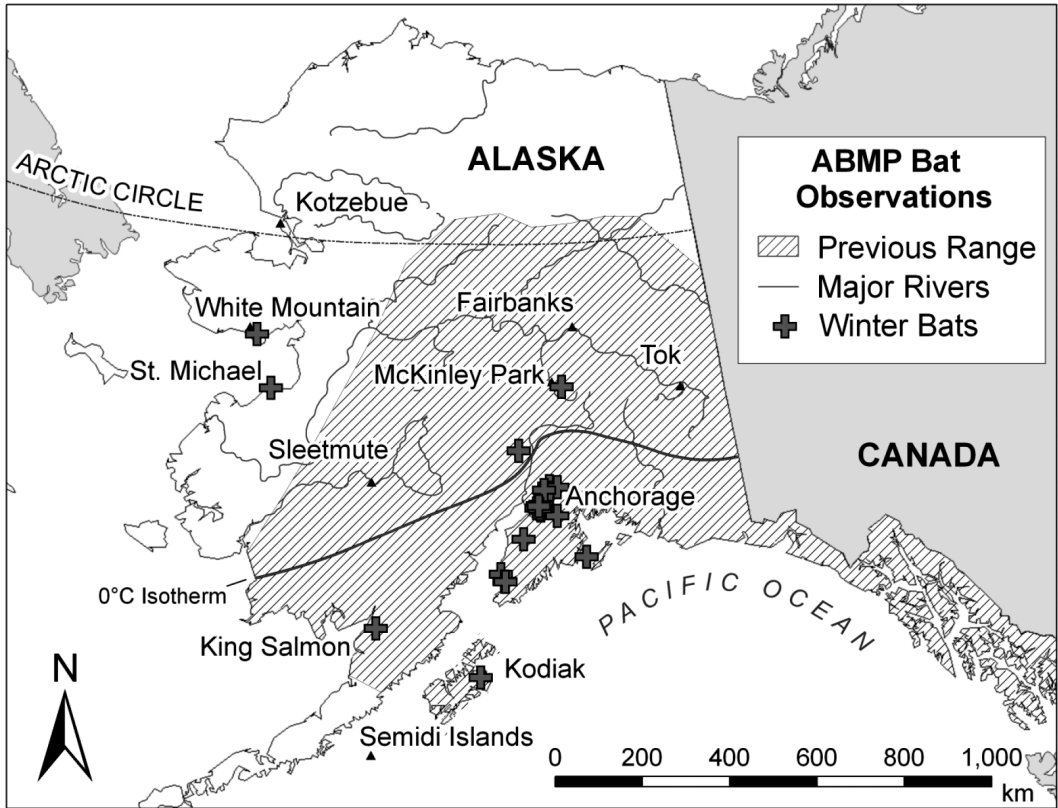 ALASKA
ARCTIC CIRCLE
Kotzebue
White Mountain
Fairbanks
St. Michael
McKinley Park
Tok
Sleetmute
CANADA
Anchorage
0°C Isotherm
PACIFIC OCEAN
King Salmon
Kodiak
Semidi Islands
N
ABMP Bat
Observations
Previous Range
Major Rivers
Winter Bats
0 200 400 600 800 1,000
km